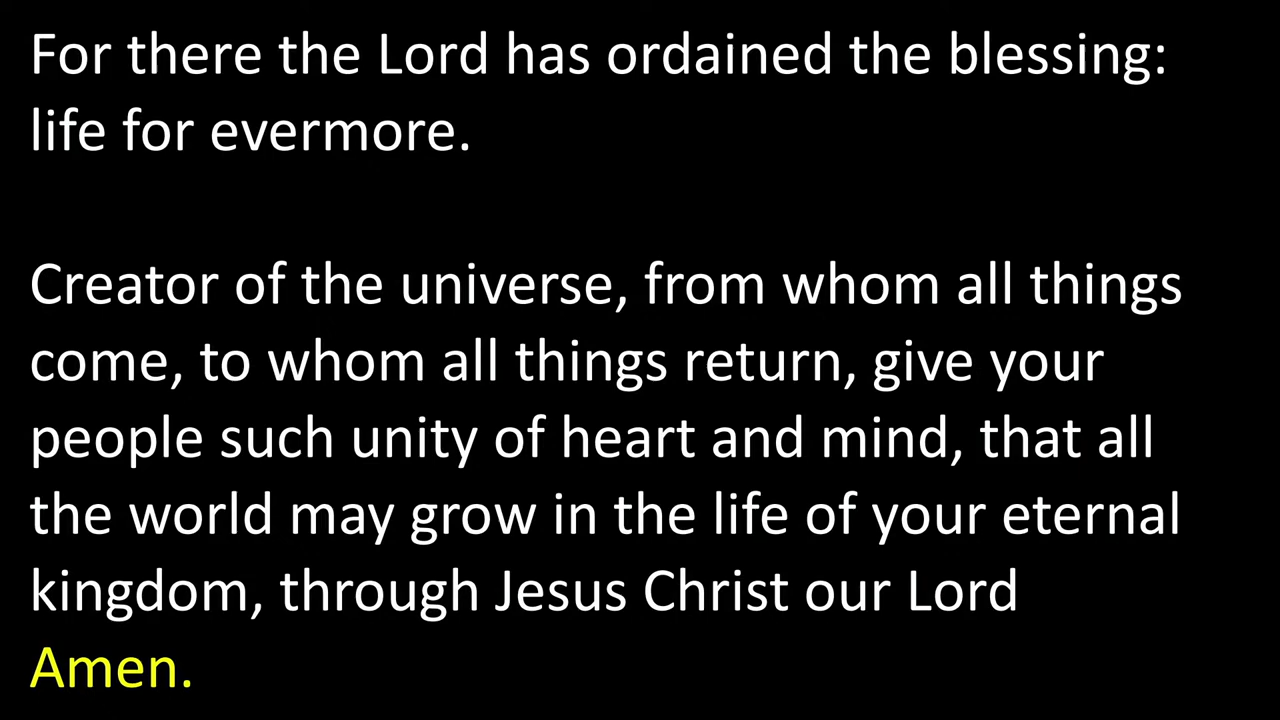 For there the Lord has ordained the blessing:
life for evermore.
Creator of the universe, from whom all things
come, to whom all things return, give your
people such unity of heart and mind, that all
the world may grow in the life of your eternal
kingdom, through Jesus Christ our Lord
Amen.